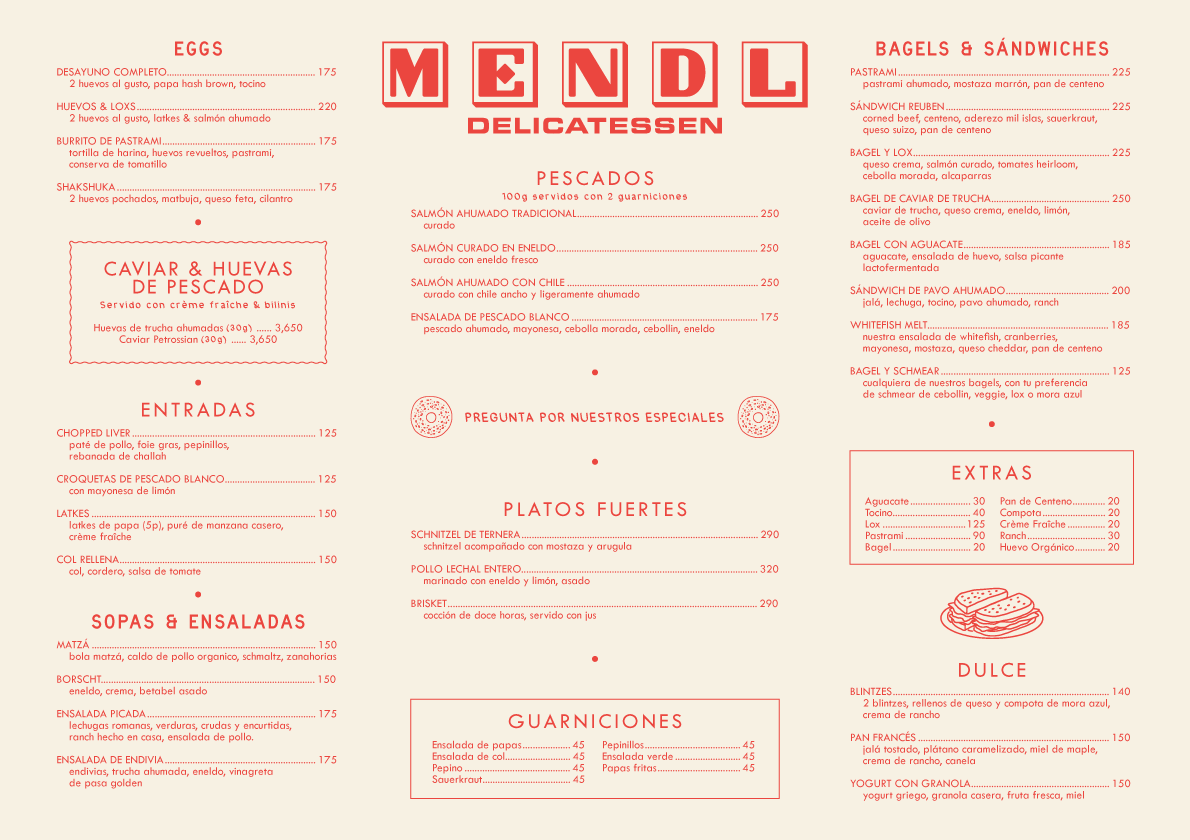 EGGS
DESAYUNO COMPLETO 175
2 huevos al gusto, papa hash brown, tocino
HUEVOS & LOXS 220
2 huevos al gusto, latkes & salmón ahumado
BURRITO DE PASTRAMI 175
tortilla de harina, huevos revueltos, pastrami,
conserva de tomatillo
SHAKSHUKA 175
2 huevos pochados, matbuja, queso feta, cilantro
CAVIAR & HUEVAS
DE PESCADO
Servido con crème fraîche & bilinis
Huevas de trucha ahumadas (30g) ...... 3,650
Caviar Petrossian (30g) ...... 3,650
ENTRADAS
CHOPPED LIVER 125
paté de pollo, foie gras, pepinillos,
rebanada de challah
CROQUETAS DE PESCADO BLANCO 125
con mayonesa de limón
LATKES 150
latkes de papa (5p), puré de manzana casero,
crème fraîche
COL RELLENA 150
col, cordero, salsa de tomate
SOPAS & ENSALADAS
MATZÁ 150
bola matzá, caldo de pollo organico, schmaltz, zanahorias
BORSCHT 150
eneldo, crema, betabel asado
ENSALADA PICADA 175
lechugas romanas, verduras, crudas y encurtidas,
ranch hecho en casa, ensalada de pollo.
ENSALADA DE ENDIVIA 175
endivias, trucha ahumada, eneldo, vinagreta
de pasa golden
MENDL
DELICATESSEN
PESCADOS
100g servidos con 2 guarniciones
SALMÓN AHUMADO TRADICIONAL 250
curado
SALMÓN CURADO EN ENELDO 250
curado con eneldo fresco
SALMÓN AHUMADO CON CHILE 250
curado con chile ancho y ligeramente ahumado
ENSALADA DE PESCADO BLANCO 175
pescado ahumado, mayonesa, cebolla morada, cebollin, eneldo
PREGUNTA POR NUESTROS ESPECIALES
PLATOS FUERTES
SCHNITZEL DE TERNERA 290
schnitzel acompañado con mostaza y arugula
POLLO LECHAL ENTERO 320
marinado con eneldo y limón, asado
BRISKET 290
cocción de doce horas, servido con jus
GUARNICIONES
Ensalada de papas 45
Ensalada de col 45
Pepino 45
Sauerkraut 45
Pepinillos 45
Ensalada verde 45
Papas fritas 45
BAGELS & SÁNDWICHES
PASTRAMI 225
pastrami ahumado, mostaza marrón, pan de centeno
SÁNDWICH REUBEN 225
corned beef, centeno, aderezo mil islas, sauerkraut,
queso suizo, pan de centeno
BAGEL Y LOX 225
queso crema, salmón curado, tomates heirloom,
cebolla morada, alcaparras
BAGEL DE CAVIAR DE TRUCHA 250
caviar de trucha, queso crema, eneldo, limón,
aceite de olivo
BAGEL CON AGUACATE 185
aguacate, ensalada de huevo, salsa picante
lactofermentada
SÁNDWICH DE PAVO AHUMADO 200
jalá, lechuga, tocino, pavo ahumado, ranch
WHITEFISH MELT 185
nuestra ensalada de whitefish, cranberries,
mayonesa, mostaza, queso cheddar, pan de centeno
BAGEL Y SCHMEAR 125
cualquiera de nuestros bagels, con tu preferencia
de schmear de cebollin, veggie, lox o mora azul
EXTRAS
Aguacate 30
Tocino 40
Lox 125
Pastrami 90
Bagel 20
Pan de Centeno 20
Compota 20
Crème Fraîche 20
Ranch 30
Huevo Orgánico 20
DULCE
BLINTZES 140
2 blintzes, rellenos de queso y compota de mora azul,
crema de rancho
PAN FRANCÉS 150
jalá tostado, plátano caramelizado, miel de maple,
crema de rancho, canela
YOGURT CON GRANOLA 150
yogurt griego, granola casera, fruta fresca, miel